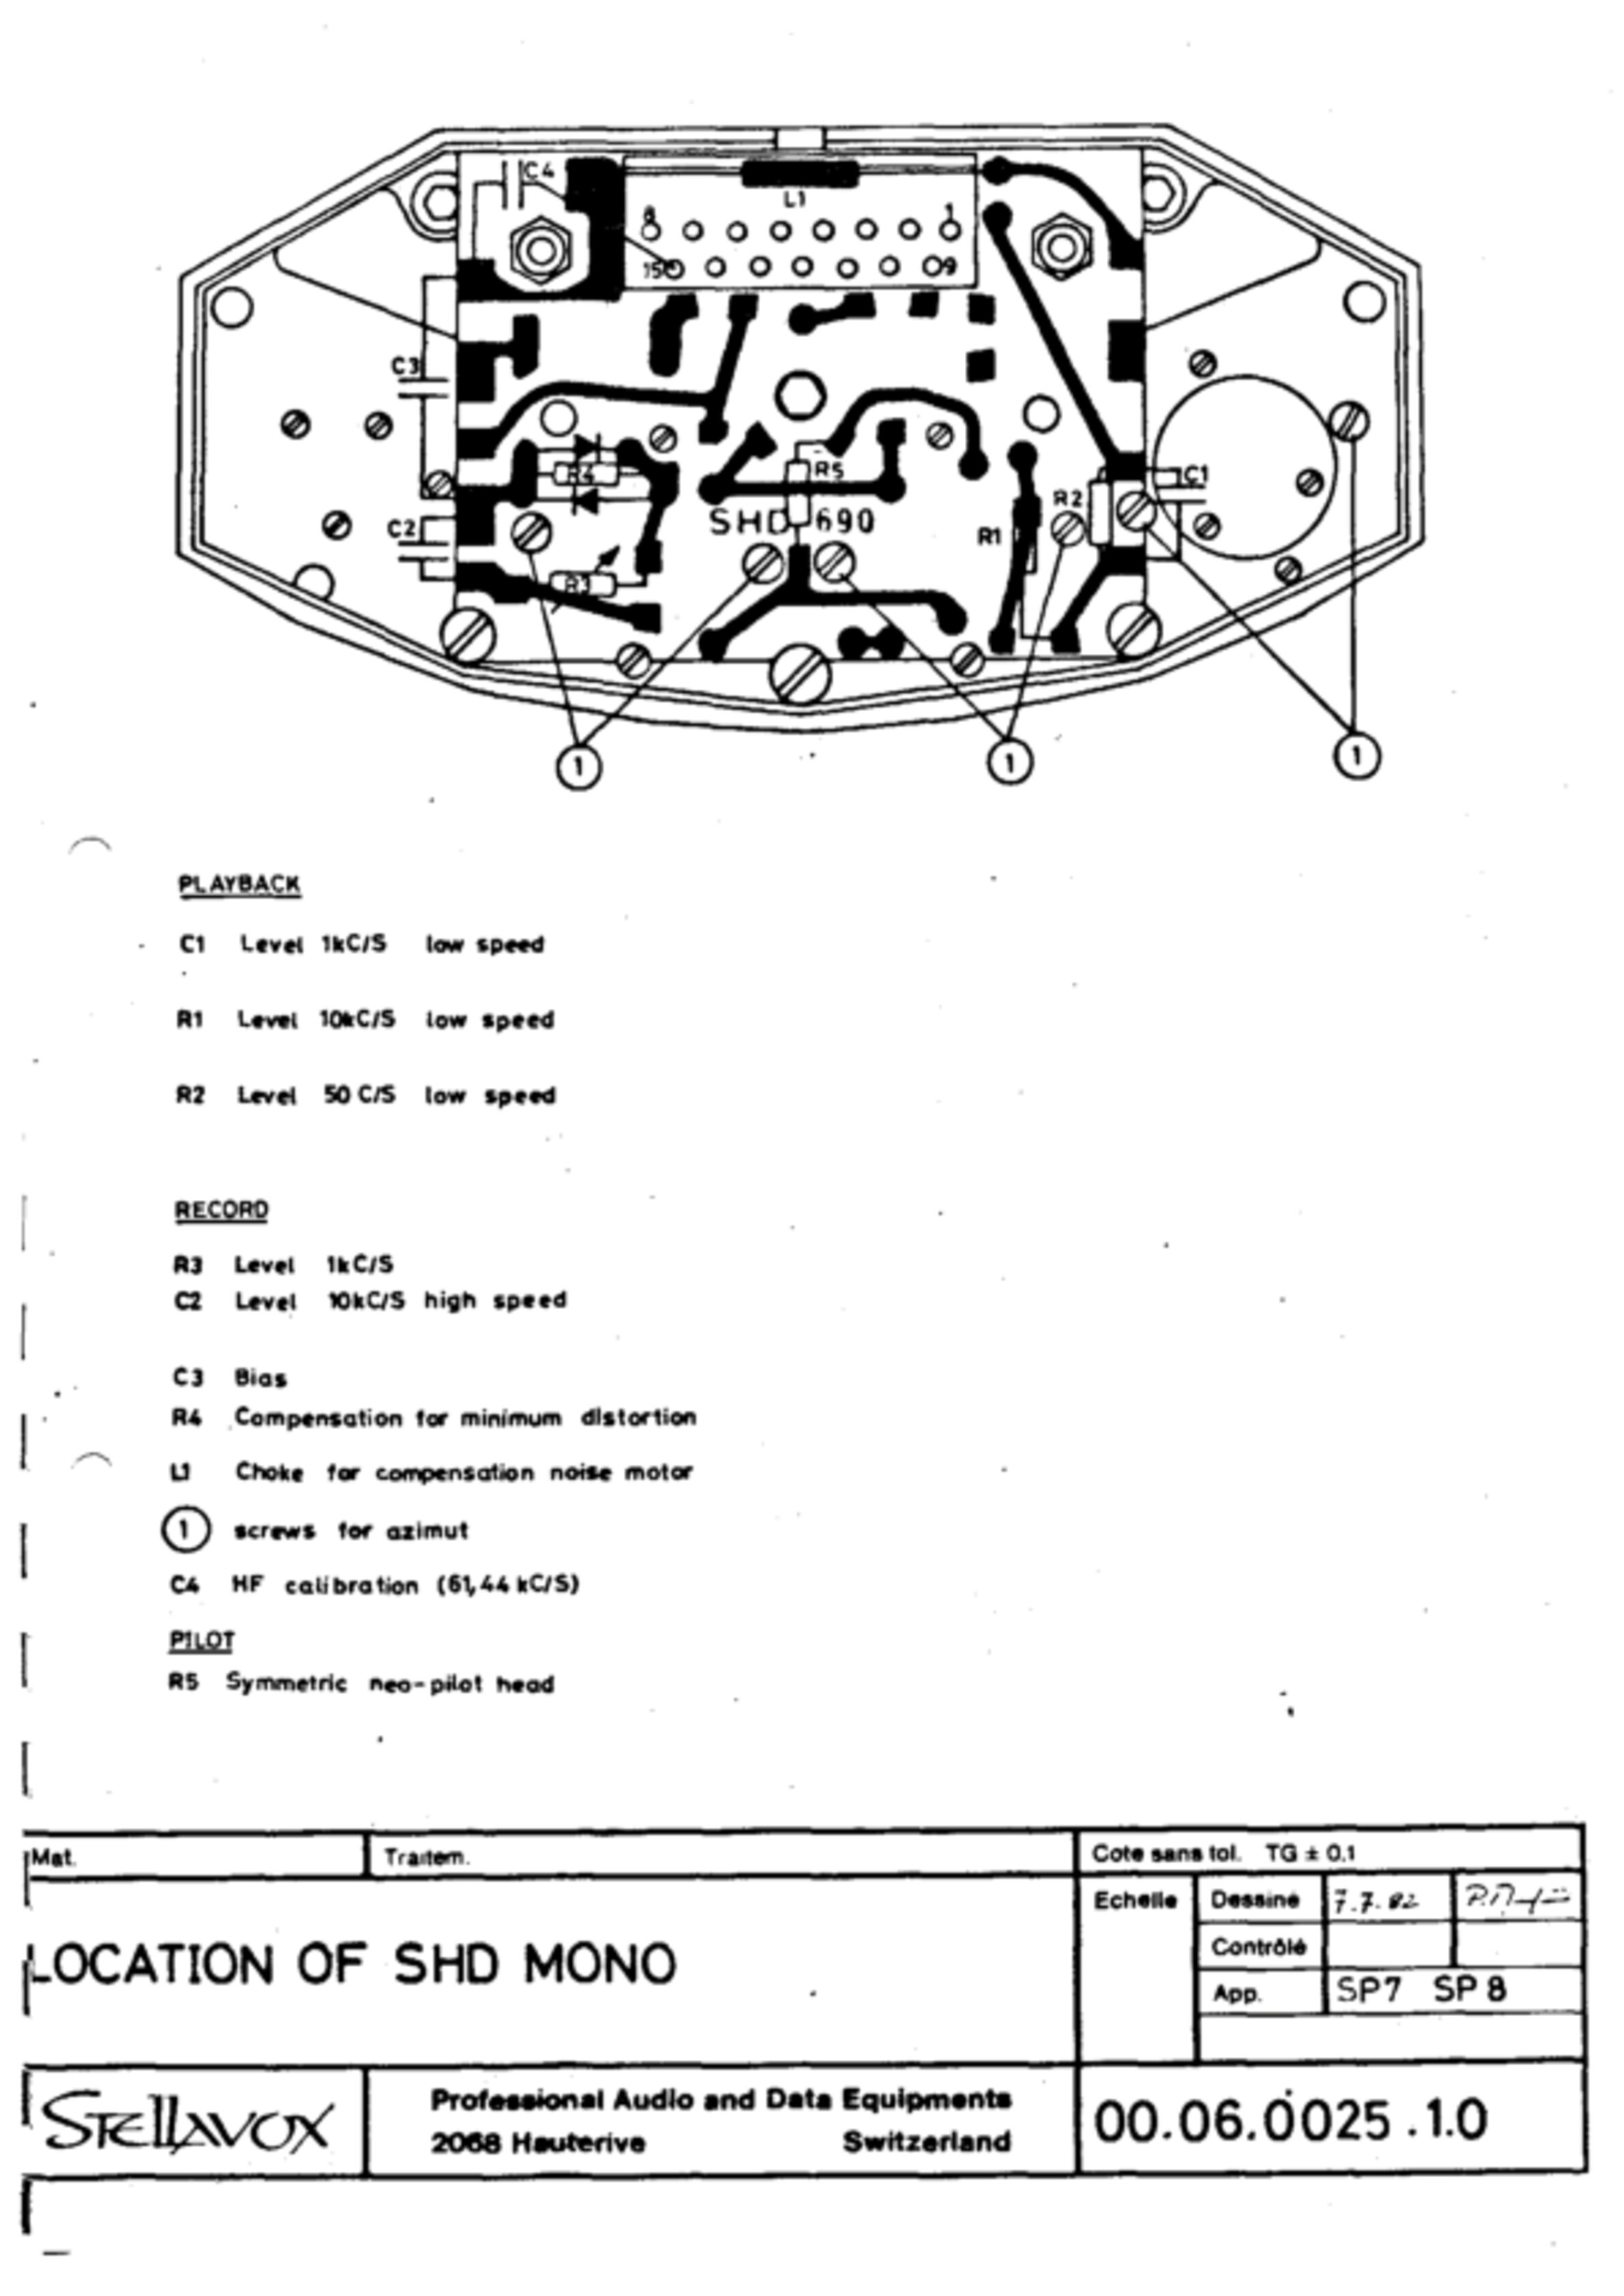 C4
L1
8 1
15 9
C3
R4
R5
C1
R2
C2
SHD 690
R1
R3
1 1 1
PLAYBACK
C1 Level 1kC/S low speed
R1 Level 10kC/S low speed
R2 Level 50 C/S low speed
RECORD
R3 Level 1kC/S
C2 Level 10kC/S high speed
C3 Bias
R4 Compensation for minimum distortion
L1 Choke for compensation noise motor
1 screws for azimut
C4 HF calibration (61,44 kC/S)
PILOT
R5 Symmetric neo-pilot head
Mat. Traitem. Cote sans tol. TG ± 0.1
Echelle Dessiné 7.7.82
Contrôlé
LOCATION OF SHD MONO
App. SP7 SP8
STELLAVOX
Professional Audio and Data Equipments
2068 Hauterive Switzerland
00.06.0025.1.0